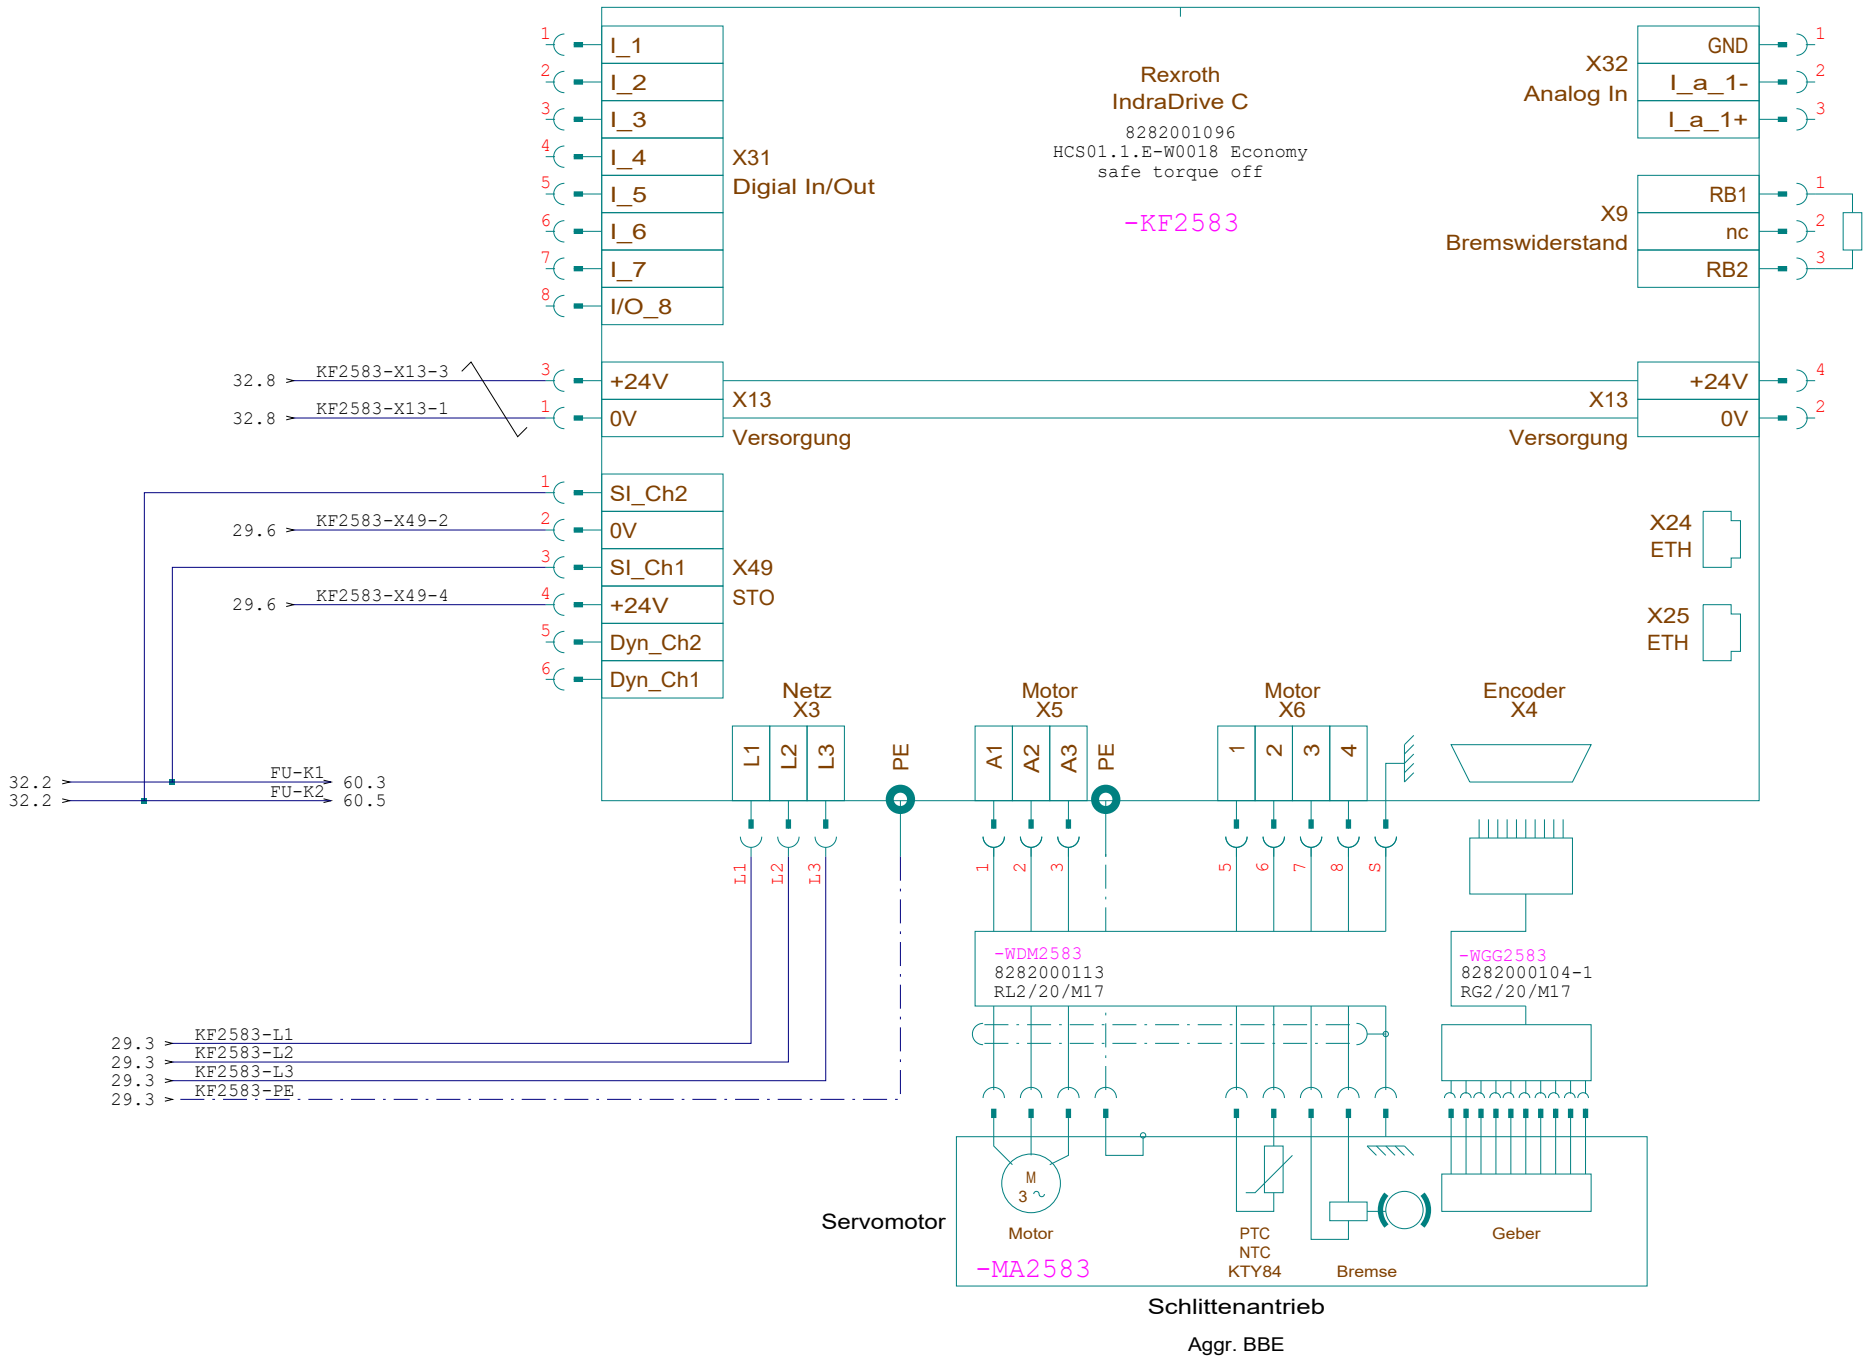 1
I_1
2
I_2
3
I_3
4
I_4
5
I_5
6
I_6
7
I_7
8
I/O_8
X31
Digial In/Out
Rexroth
IndraDrive C
8282001096
HCS01.1.E-W0018 Economy
safe torque off
-KF2583
X32
Analog In
GND
1
I_a_1-
2
I_a_1+
3
X9
Bremswiderstand
RB1
1
nc
2
RB2
3
32.8
KF2583-X13-3
3
+24V
32.8
KF2583-X13-1
1
0V
X13
Versorgung
X13
Versorgung
+24V
4
0V
2
1
SI_Ch2
29.6
KF2583-X49-2
2
0V
3
SI_Ch1
29.6
KF2583-X49-4
4
+24V
5
Dyn_Ch2
6
Dyn_Ch1
X49
STO
X24
ETH
X25
ETH
32.2
FU-K1
60.3
32.2
FU-K2
60.5
Netz
X3
L1
L2
L3
PE
Motor
X5
A1
A2
A3
PE
Motor
X6
1
2
3
4
Encoder
X4
L1
L2
L3
1
2
3
5
6
7
8
S
-WDM2583
8282000113
RL2/20/M17
-WGG2583
8282000104-1
RG2/20/M17
29.3
KF2583-L1
29.3
KF2583-L2
29.3
KF2583-L3
29.3
KF2583-PE
M
3 ~
Servomotor
Motor
-MA2583
PTC
NTC
KTY84
Bremse
Geber
Schlittenantrieb
Aggr. BBE